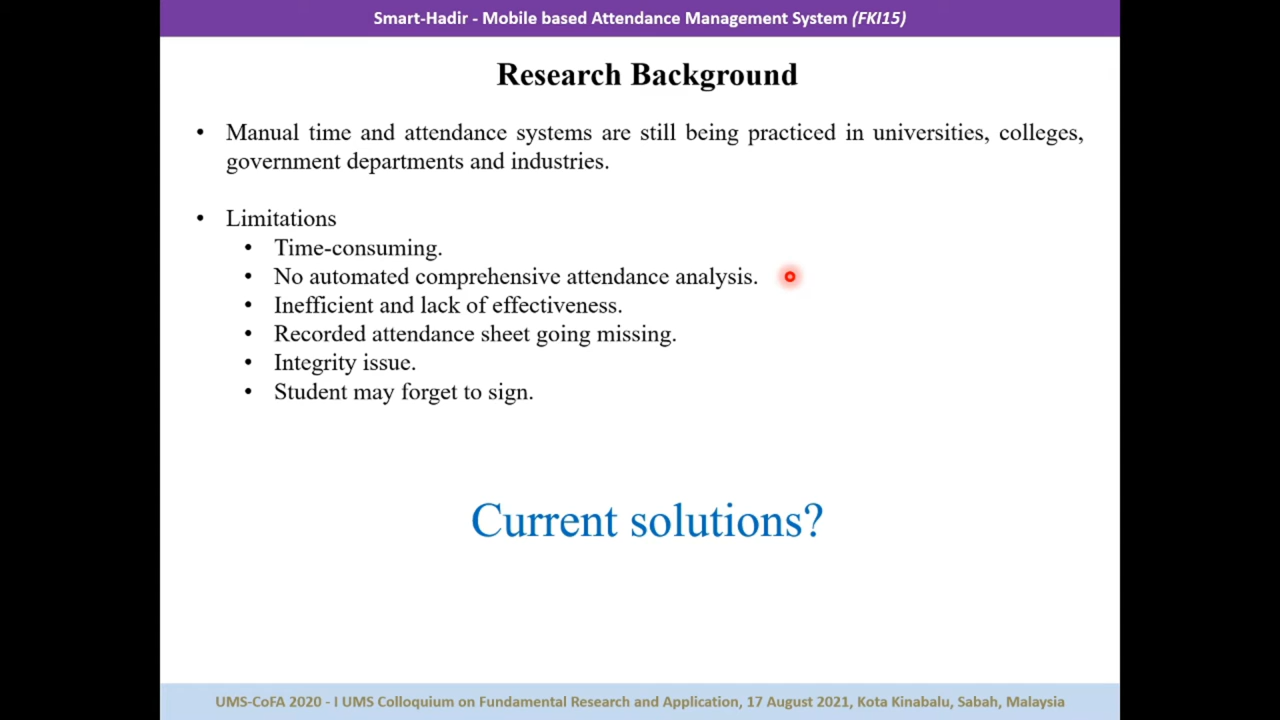 Smart-Hadir - Mobile based Attendance Management System (FKI15)
Research Background
• Manual time and attendance systems are still being practiced in universities, colleges,
government departments and industries.
• Limitations
• Time-consuming.
• No automated comprehensive attendance analysis.
• Inefficient and lack of effectiveness.
• Recorded attendance sheet going missing.
• Integrity issue.
• Student may forget to sign.
Current solutions?
UMS-CoFA 2020 - I UMS Colloquium on Fundamental Research and Application, 17 August 2021, Kota Kinabalu, Sabah, Malaysia